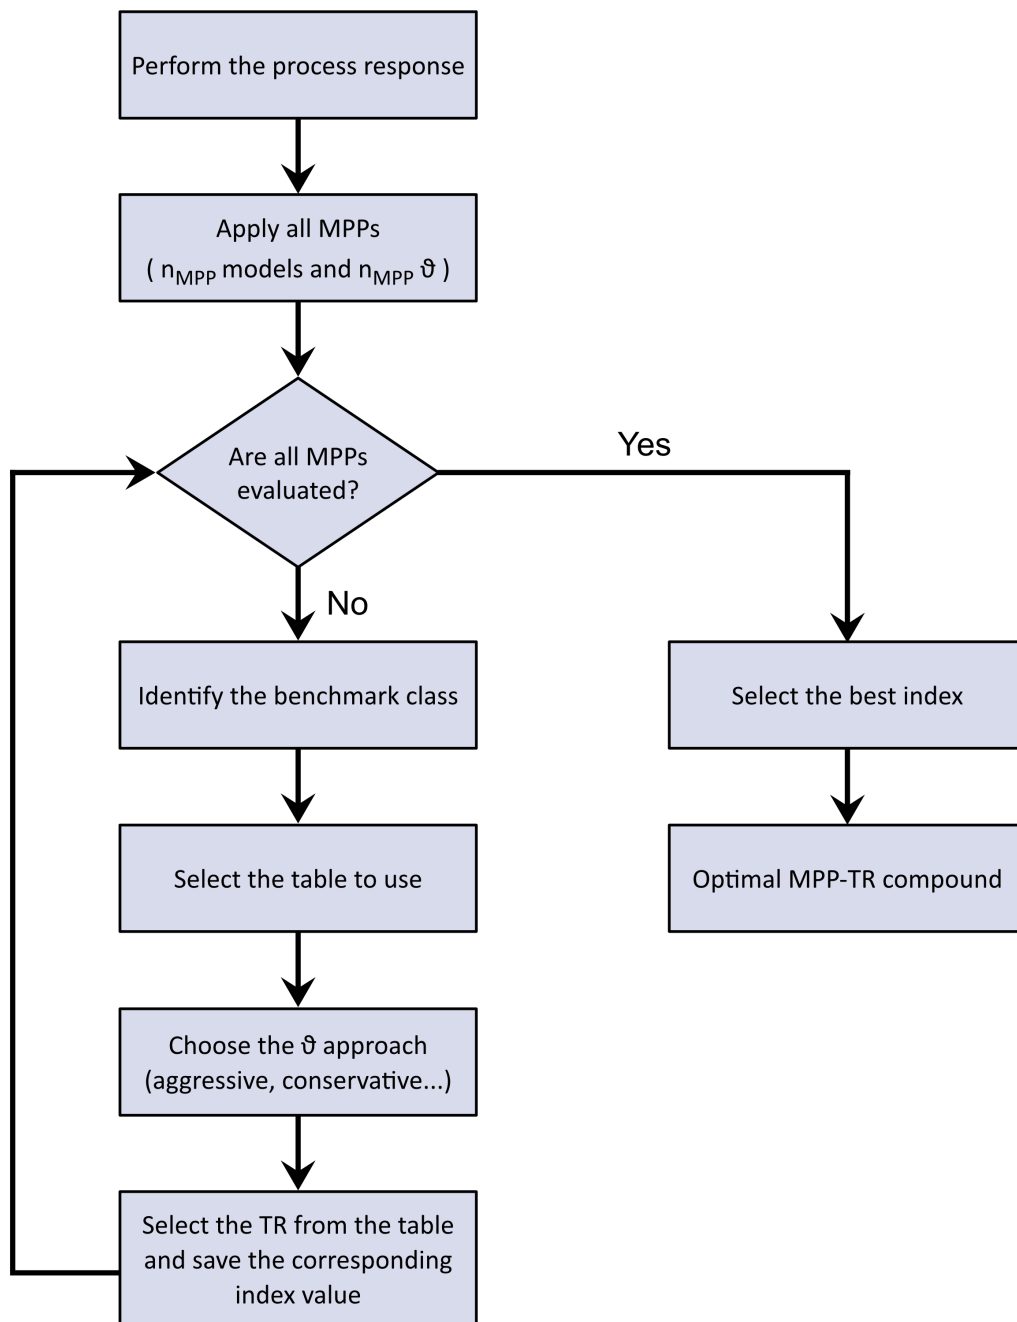 Perform the process response
Apply all MPPs
( nMPP models and nMPP ϑ )
Are all MPPs
evaluated?
Yes
No
Identify the benchmark class
Select the best index
Select the table to use
Optimal MPP-TR compound
Choose the ϑ approach
(aggressive, conservative...)
Select the TR from the table
and save the corresponding
index value